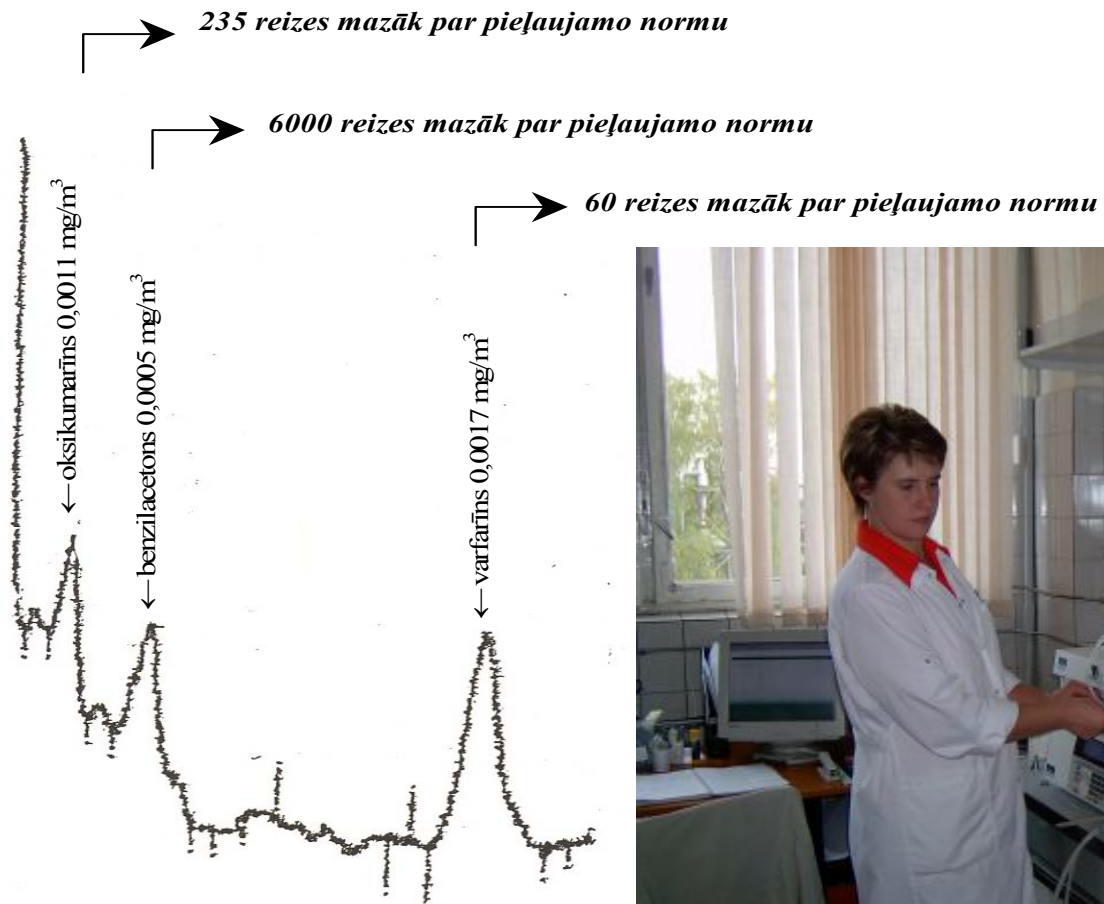 235 reizes mazāk par pieļaujamo normu
6000 reizes mazāk par pieļaujamo normu
60 reizes mazāk par pieļaujamo normu
←oksikumarīns 0,0011 mg/m³
←benzilacetons 0,0005 mg/m³
←varfarīns 0,0017 mg/m³